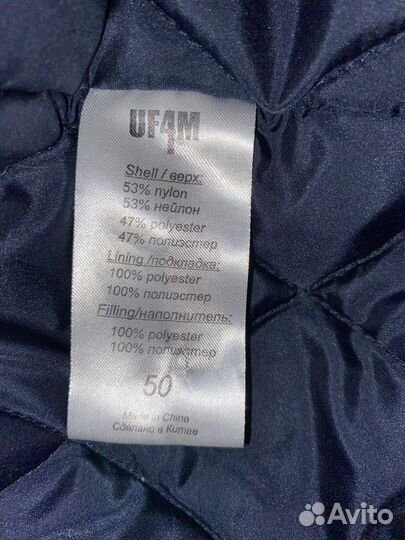 UF4M
Shell / верх:
53% nylon
53% нейлон
47% polyester
47% полиэстер
Lining /подкладка:
100% polyester
100% полиэстер
Filling/наполнитель:
100% polyester
100% полиэстер
50
Made in China
Сделано в Китае
Avito